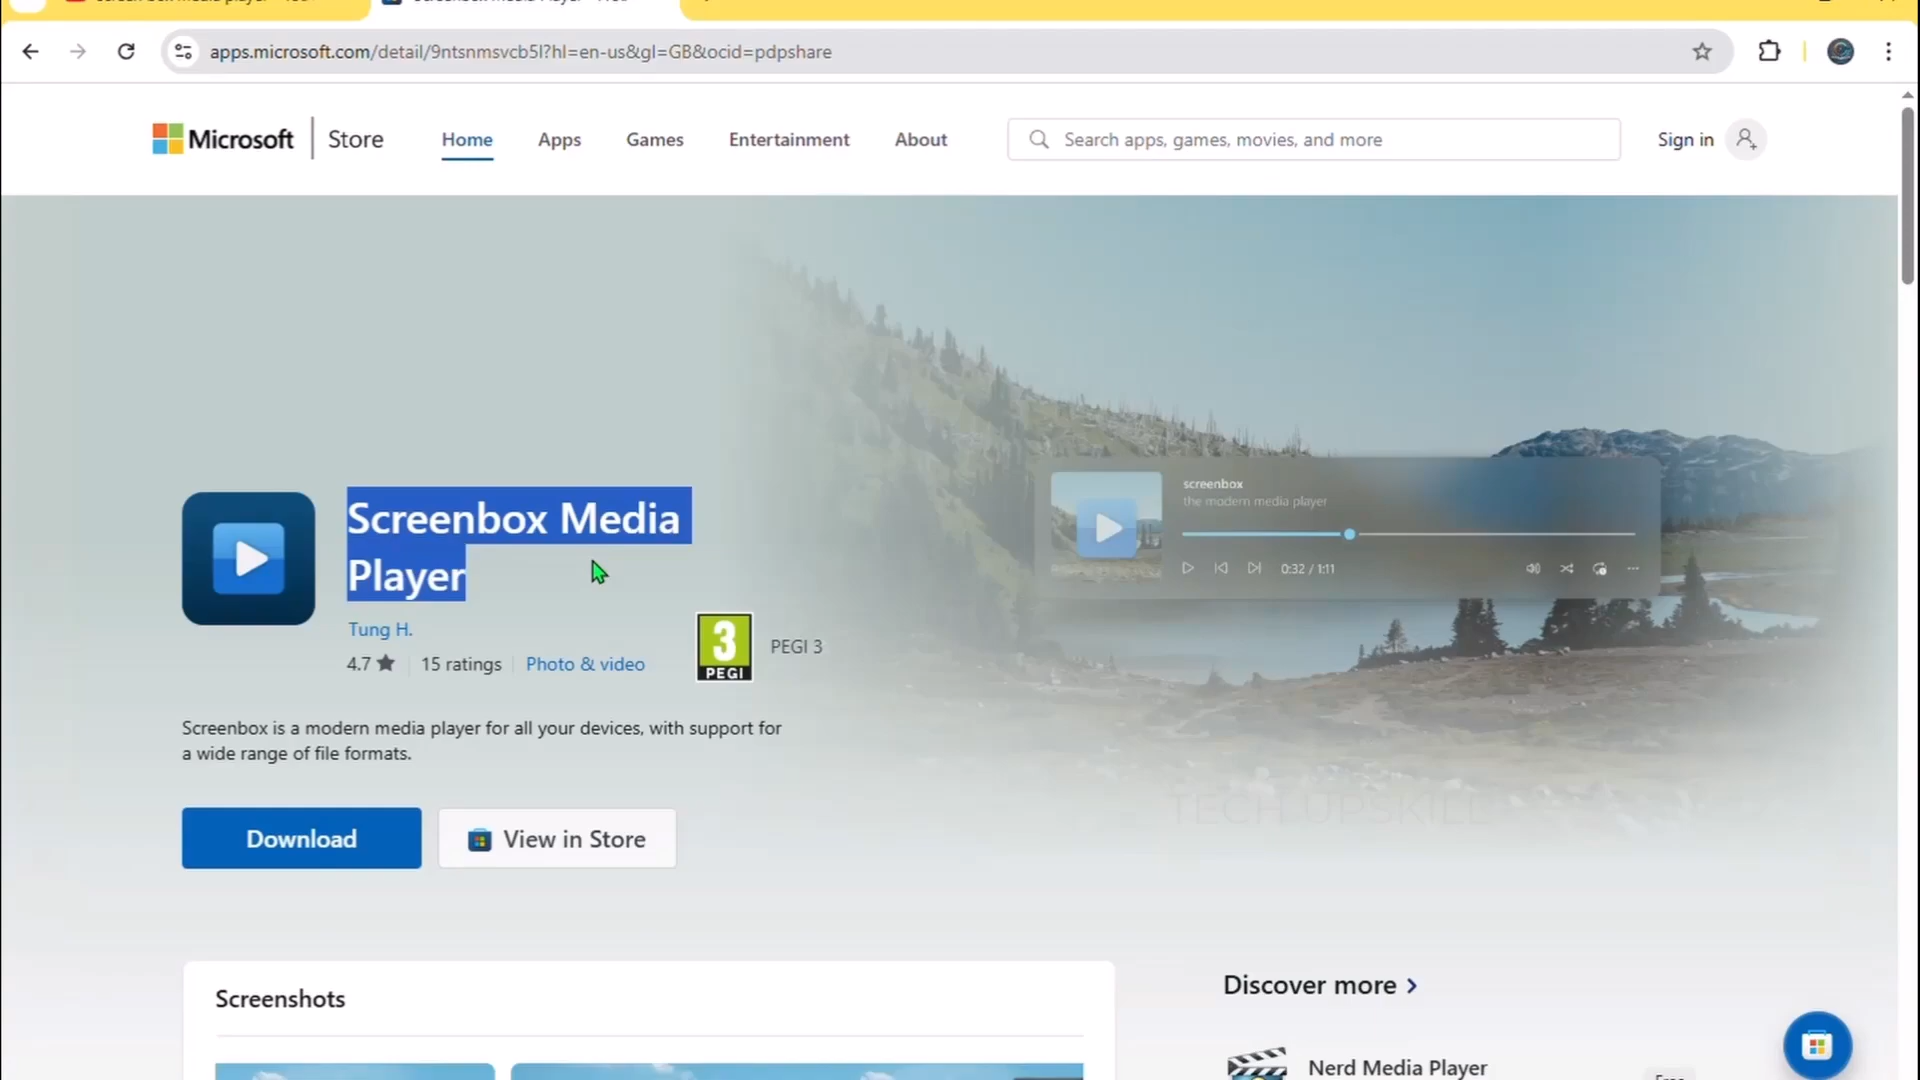 apps.microsoft.com/detail/9ntsnmsvcb5l?hl=en-us&gl=GB&ocid=pdpshare
Microsoft Store Home Apps Games Entertainment About Search apps, games, movies, and more Sign in
screenbox
the modern media player
0:32 / 1:11
Screenbox Media
Player
Tung H.
4.7 ★ 15 ratings Photo & video
3
PEGI
PEGI 3
Screenbox is a modern media player for all your devices, with support for
a wide range of file formats.
TECH UPSKILL
Download View in Store
Screenshots
Discover more
Nerd Media Player